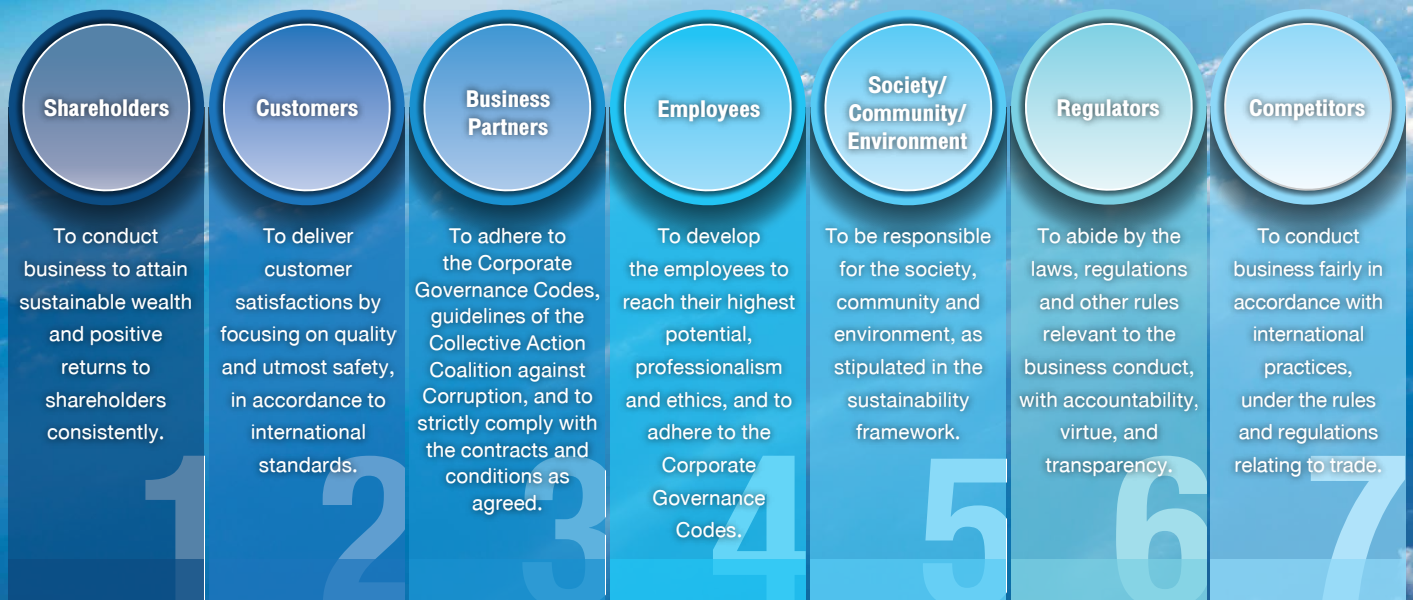 Shareholders
To conduct
business to attain
sustainable wealth
and positive
returns to
shareholders
consistently.
1
Customers
To deliver
customer
satisfactions by
focusing on quality
and utmost safety,
in accordance to
international
standards.
2
Business
Partners
To adhere to
the Corporate
Governance Codes,
guidelines of the
Collective Action
Coalition against
Corruption, and to
strictly comply with
the contracts and
conditions as
agreed.
3
Employees
To develop
the employees to
reach their highest
potential,
professionalism
and ethics, and to
adhere to the
Corporate
Governance
Codes.
4
Society/
Community/
Environment
To be responsible
for the society,
community and
environment, as
stipulated in the
sustainability
framework.
5
Regulators
To abide by the
laws, regulations
and other rules
relevant to the
business conduct,
with accountability,
virtue, and
transparency.
6
Competitors
To conduct
business fairly in
accordance with
international
practices,
under the rules
and regulations
relating to trade.
7